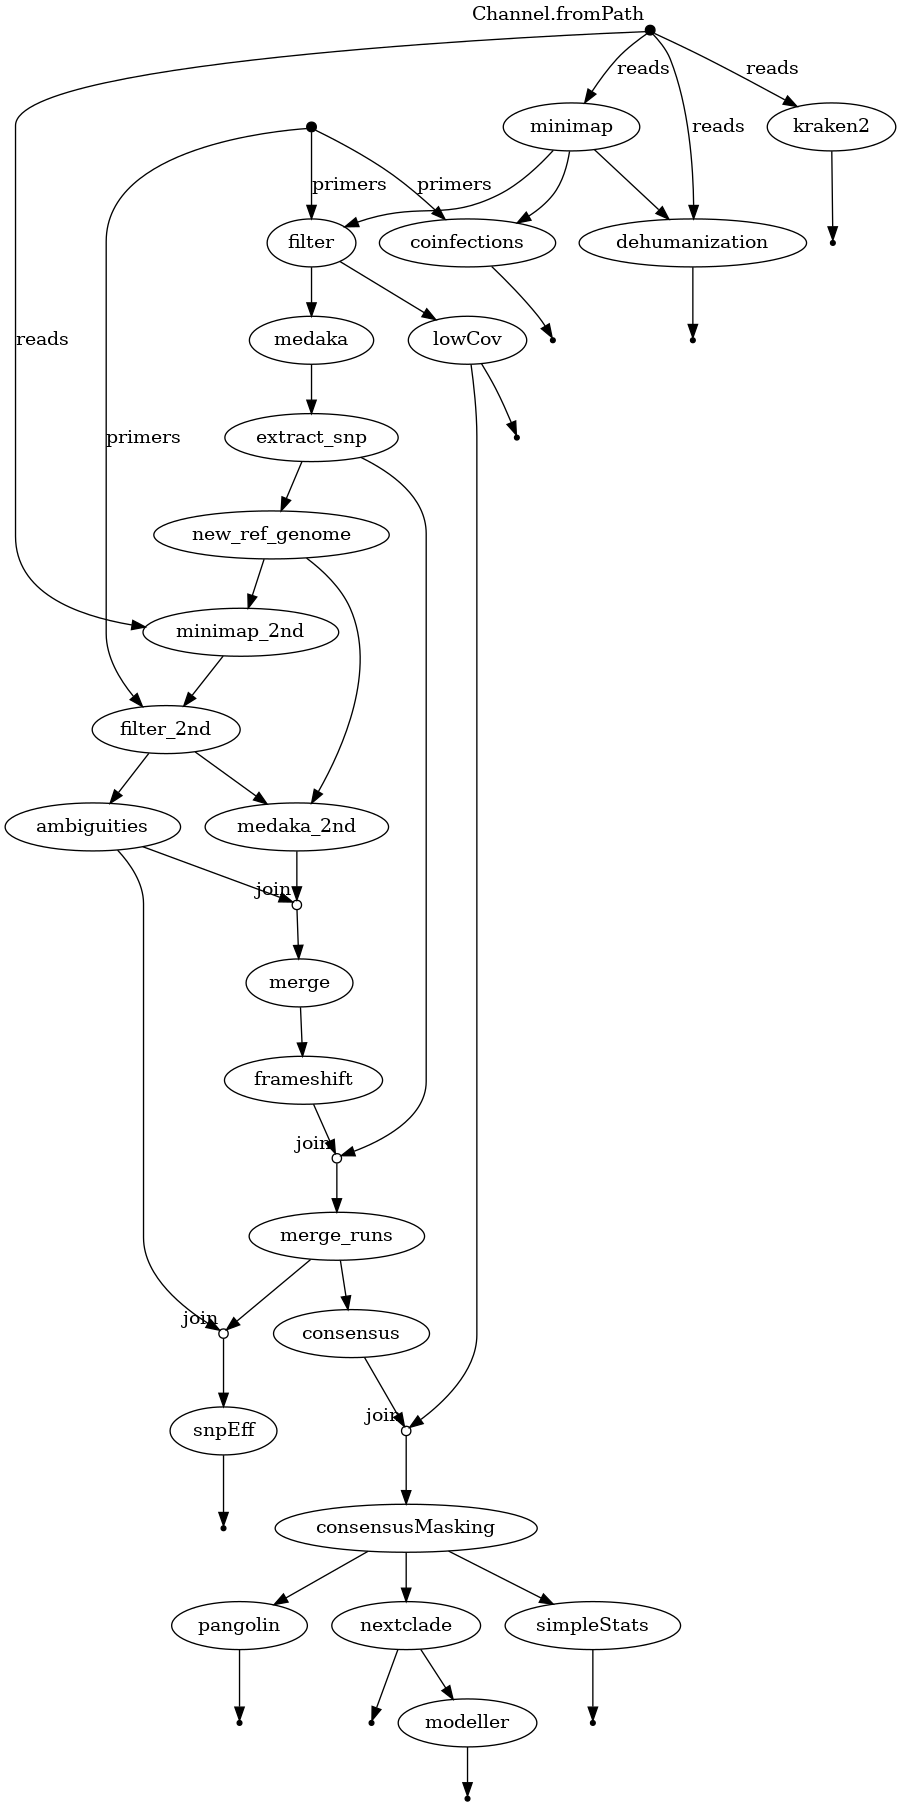 Channel.fromPath
reads
reads
minimap
reads
kraken2
primers
primers
filter
coinfections
dehumanization
reads
medaka
lowCov
primers
extract_snp
new_ref_genome
minimap_2nd
filter_2nd
ambiguities
medaka_2nd
join
merge
frameshift
join
merge_runs
join
consensus
join
snpEff
consensusMasking
pangolin
nextclade
simpleStats
modeller